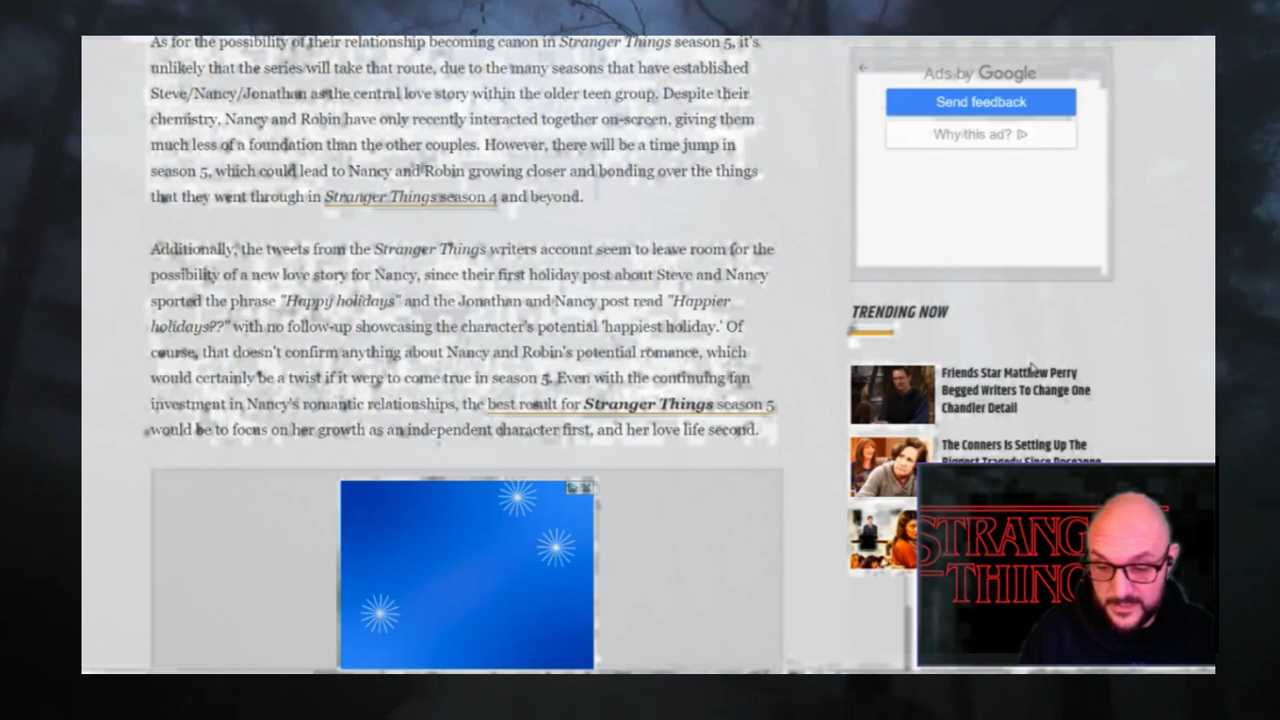 As for the possibility of their relationship becoming canon in Stranger Things season 5, it's
unlikely that the series will take that route, due to the many seasons that have established
Steve/Nancy/Jonathan as the central love story within the older teen group. Despite their
chemistry, Nancy and Robin have only recently interacted together on-screen, giving them
much less of a foundation than the other couples. However, there will be a time jump in
season 5, which could lead to Nancy and Robin growing closer and bonding over the things
that they went through in Stranger Things season 4 and beyond.
Additionally, the tweets from the Stranger Things writers account seem to leave room for the
possibility of a new love story for Nancy, since their first holiday post about Steve and Nancy
sported the phrase "Happy holidays" and the Jonathan and Nancy post read "Happier
holidays??" with no follow-up showcasing the character's potential 'happiest holiday.' Of
course, that doesn't confirm anything about Nancy and Robin's potential romance, which
would certainly be a twist if it were to come true in season 5. Even with the continuing fan
investment in Nancy's romantic relationships, the best result for Stranger Things season 5
would be to focus on her growth as an independent character first, and her love life second.
Ads by Google
Send feedback
Why this ad?
TRENDING NOW
Friends Star Matthew Perry
Begged Writers To Change One
Chandler Detail
The Conners Is Setting Up The
Biggest Tragedy Since Roseanne
STRANG
THING